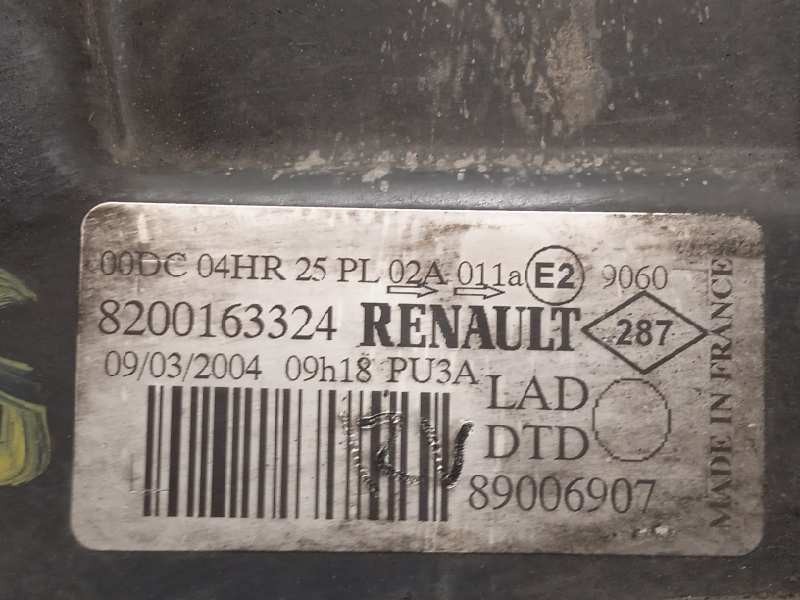 00DC 04HR 25 PL 02A 011a E2 9060
8200163324 RENAULT 287
09/03/2004 09h18 PU3A
LAD
DTD
89006907
MADE IN FRANCE